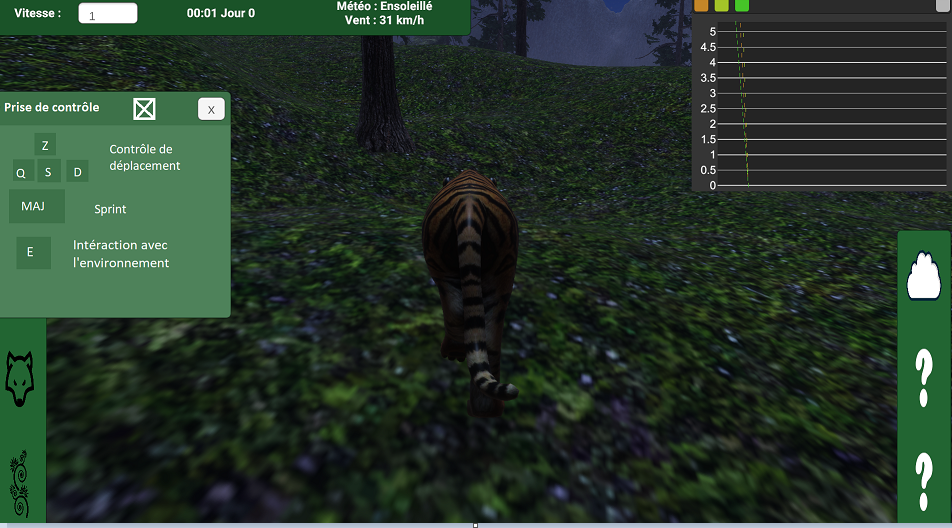 Vitesse :
1
00:01 Jour 0
Météo : Ensoleillé
Vent : 31 km/h
Prise de contrôle
X
Z
Q S D
Contrôle de
déplacement
MAJ
Sprint
E
Intéraction avec
l'environnement
5
4.5
4
3.5
3
2.5
2
1.5
1
0.5
0
?
?